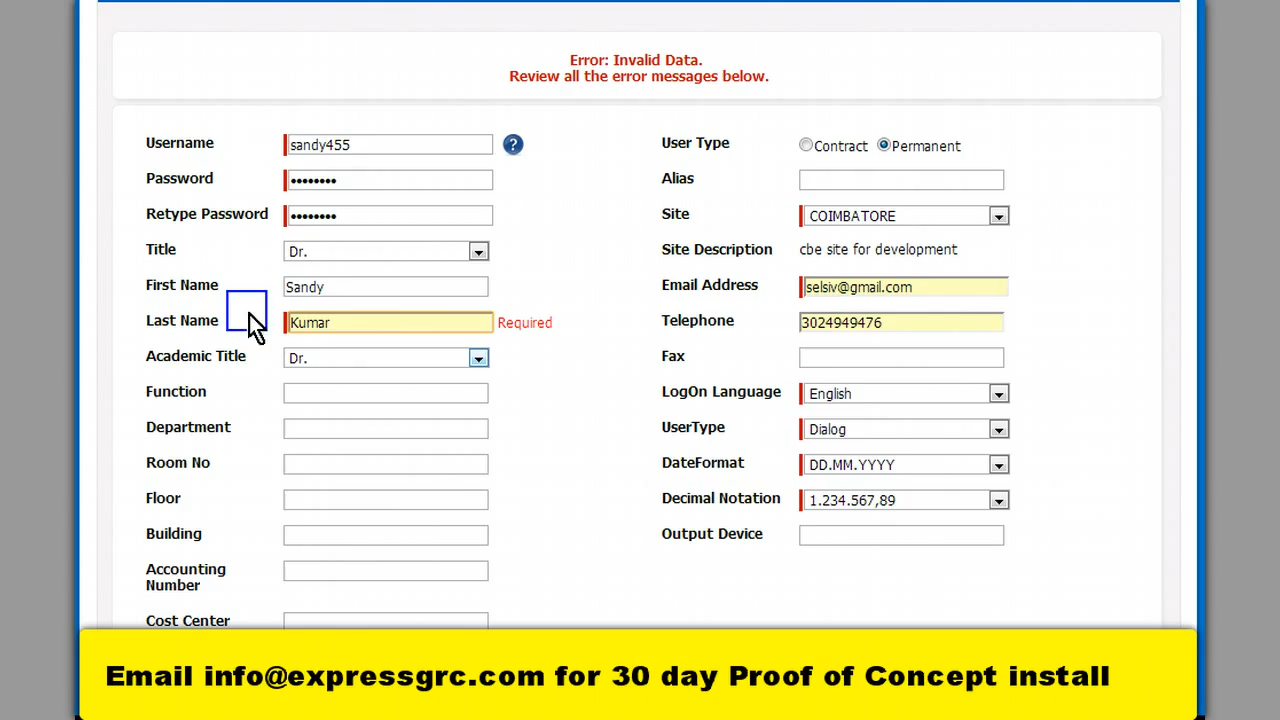 Error: Invalid Data.
Review all the error messages below.
Username sandy455 ?
Password ••••••••
Retype Password ••••••••
Title Dr.
First Name Sandy
Last Name Kumar Required
Academic Title Dr.
Function
Department
Room No
Floor
Building
Accounting
Number
Cost Center
User Type Contract Permanent
Alias
Site COIMBATORE
Site Description cbe site for development
Email Address selsiv@gmail.com
Telephone 3024949476
Fax
LogOn Language English
UserType Dialog
DateFormat DD.MM.YYYY
Decimal Notation 1.234.567,89
Output Device
Email info@expressgrc.com for 30 day Proof of Concept install